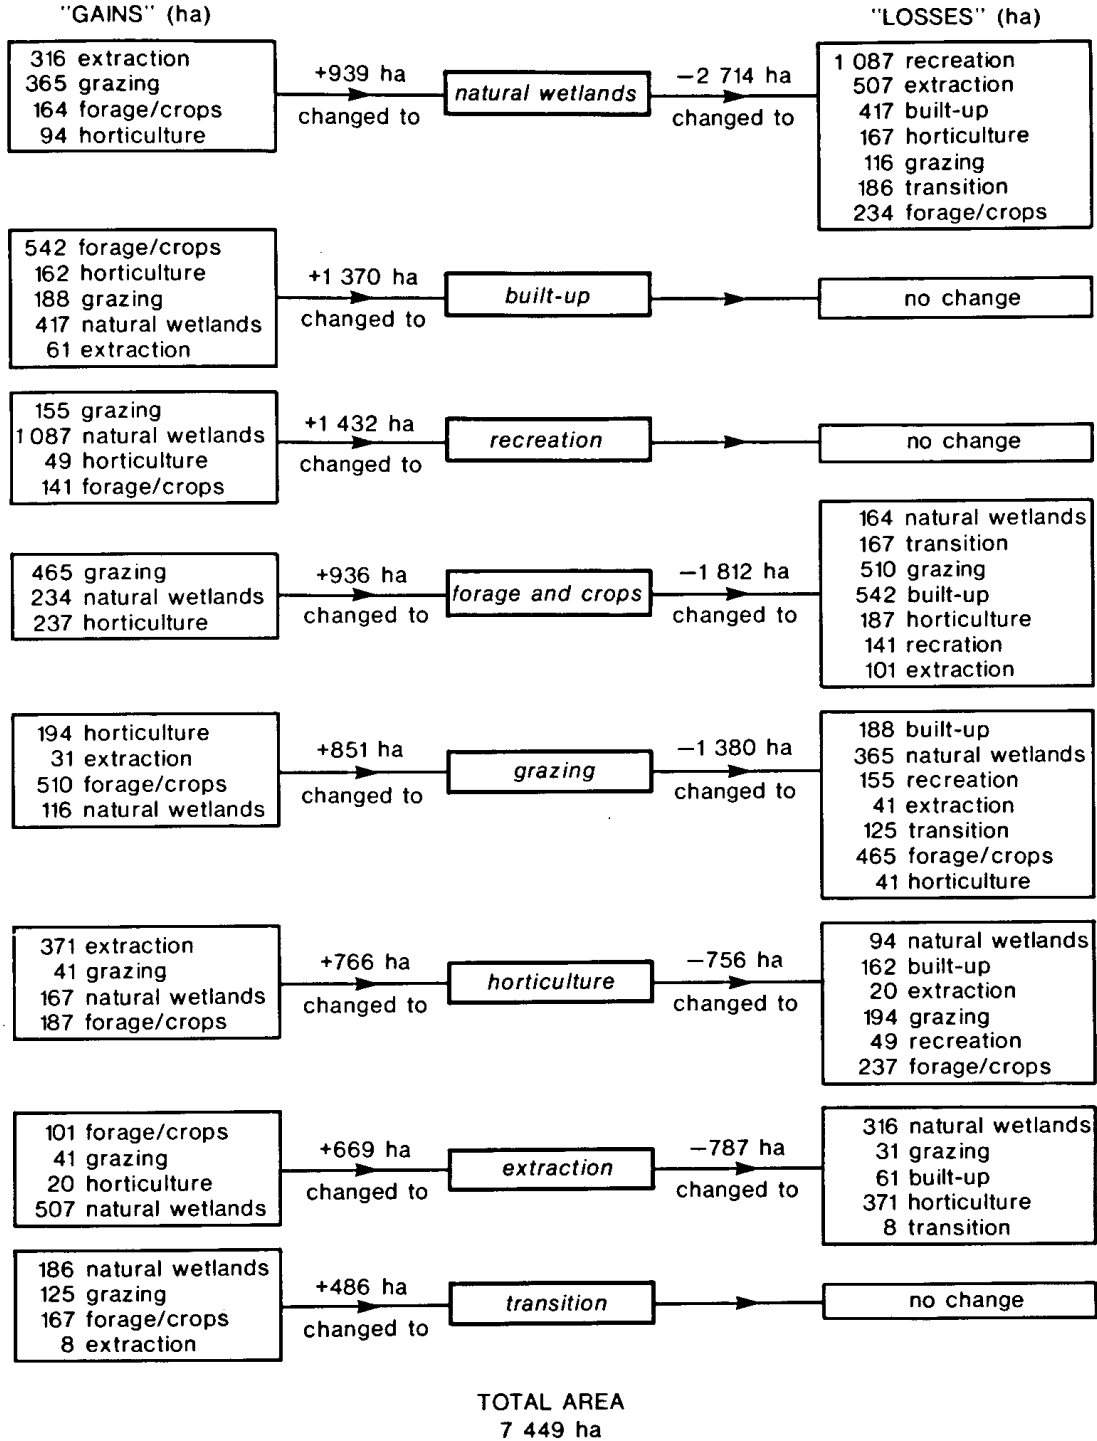 "GAINS" (ha)
"LOSSES" (ha)
316 extraction
365 grazing
164 forage/crops
94 horticulture
+939 ha
changed to
natural wetlands
−2 714 ha
changed to
1 087 recreation
507 extraction
417 built-up
167 horticulture
116 grazing
186 transition
234 forage/crops
542 forage/crops
162 horticulture
188 grazing
417 natural wetlands
61 extraction
+1 370 ha
changed to
built-up
no change
155 grazing
1 087 natural wetlands
49 horticulture
141 forage/crops
+1 432 ha
changed to
recreation
no change
465 grazing
234 natural wetlands
237 horticulture
+936 ha
changed to
forage and crops
−1 812 ha
changed to
164 natural wetlands
167 transition
510 grazing
542 built-up
187 horticulture
141 recration
101 extraction
194 horticulture
31 extraction
510 forage/crops
116 natural wetlands
+851 ha
changed to
grazing
−1 380 ha
changed to
188 built-up
365 natural wetlands
155 recreation
41 extraction
125 transition
465 forage/crops
41 horticulture
371 extraction
41 grazing
167 natural wetlands
187 forage/crops
+766 ha
changed to
horticulture
−756 ha
changed to
94 natural wetlands
162 built-up
20 extraction
194 grazing
49 recreation
237 forage/crops
101 forage/crops
41 grazing
20 horticulture
507 natural wetlands
+669 ha
changed to
extraction
−787 ha
changed to
316 natural wetlands
31 grazing
61 built-up
371 horticulture
8 transition
186 natural wetlands
125 grazing
167 forage/crops
8 extraction
+486 ha
changed to
transition
no change
TOTAL AREA
7 449 ha